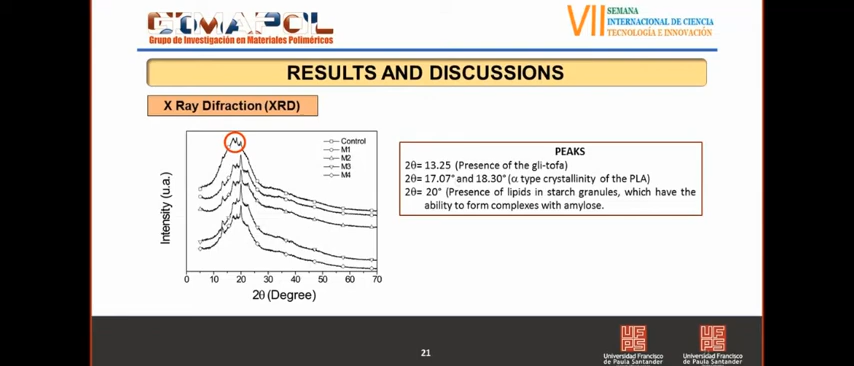 GIMAPOL
Grupo de Investigación en Materiales Poliméricos
VII SEMANA
INTERNACIONAL DE CIENCIA
TECNOLOGÍA E INNOVACIÓN
RESULTS AND DISCUSSIONS
X Ray Difraction (XRD)
Intensity (u.a.)
Control
M1
M2
M3
M4
0 10 20 30 40 50 60 70
2θ (Degree)
PEAKS
2θ= 13.25 (Presence of the gli-tofa)
2θ= 17.07° and 18.30° (α type crystallinity of the PLA)
2θ= 20° (Presence of lipids in starch granules, which have the
ability to form complexes with amylose.
21
UFPS
Universidad Francisco
de Paula Santander
UFPS
Universidad Francisco
de Paula Santander